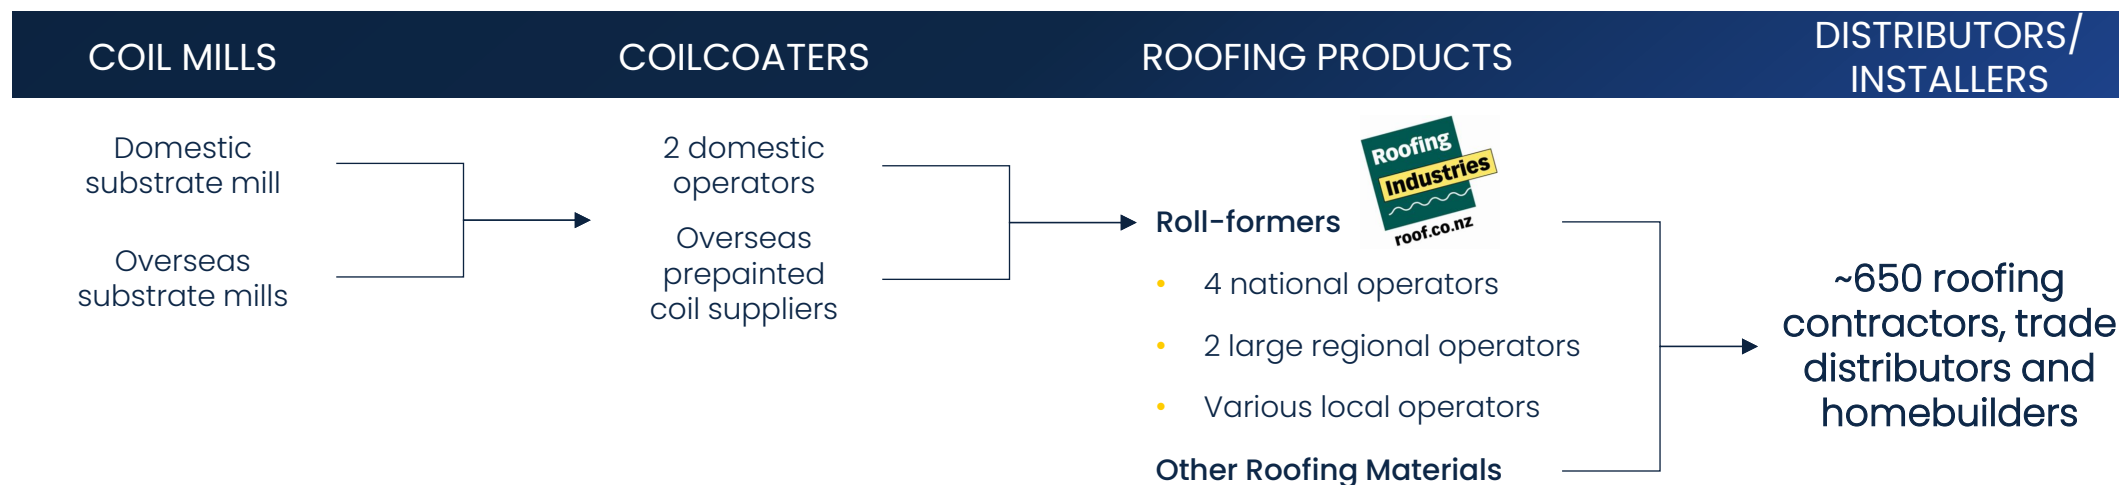 COIL MILLS
COILCOATERS
ROOFING PRODUCTS
DISTRIBUTORS/
INSTALLERS
Domestic
substrate mill
Overseas
substrate mills
2 domestic
operators
Overseas
prepainted
coil suppliers
Roofing
Industries
roof.co.nz
Roll-formers
• 4 national operators
• 2 large regional operators
• Various local operators
Other Roofing Materials
~650 roofing
contractors, trade
distributors and
homebuilders